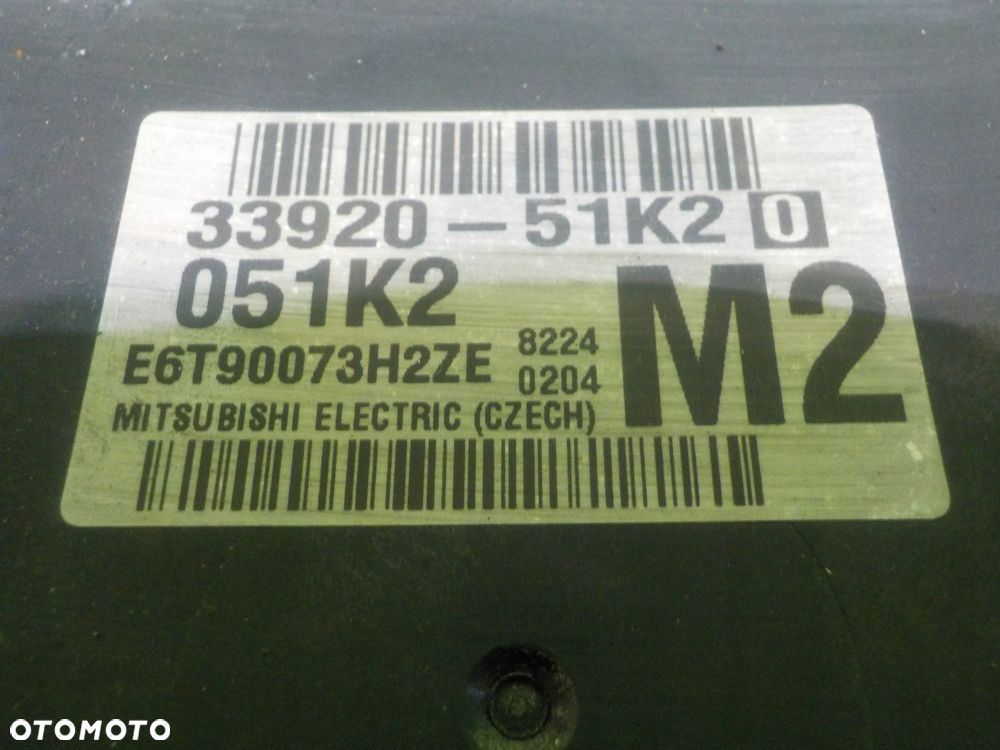 33920-51K2 0
051K2
E6T90073H2ZE
8224
0204
M2
MITSUBISHI ELECTRIC (CZECH)
OTOMOTO